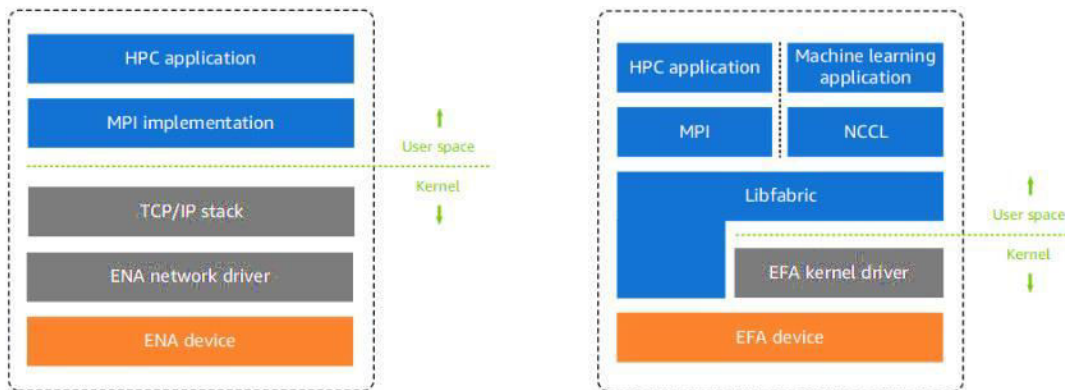 HPC application
MPI implementation
User space
Kernel
TCP/IP stack
ENA network driver
ENA device
HPC application
Machine learning
application
MPI
NCCL
Libfabric
User space
Kernel
EFA kernel driver
EFA device